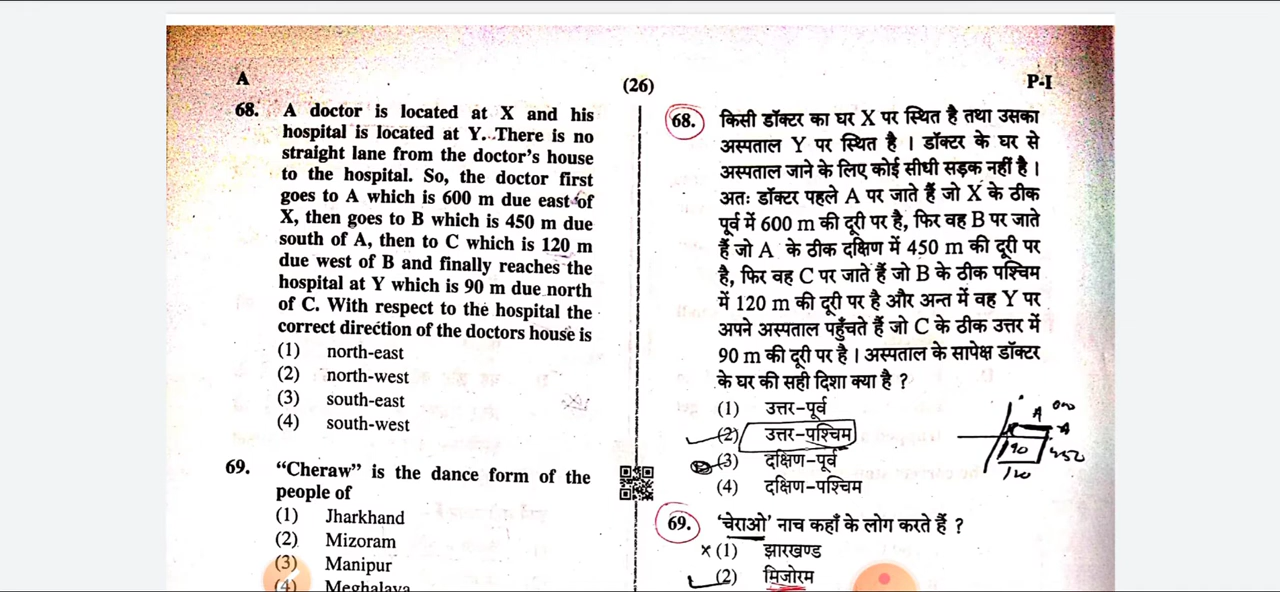 A
(26)
P-I
68. A doctor is located at X and his
hospital is located at Y. There is no
straight lane from the doctor's house
to the hospital. So, the doctor first
goes to A which is 600 m due east of
X, then goes to B which is 450 m due
south of A, then to C which is 120 m
due west of B and finally reaches the
hospital at Y which is 90 m due north
of C. With respect to the hospital the
correct direction of the doctors house is
(1) north-east
(2) north-west
(3) south-east
(4) south-west
69. "Cheraw" is the dance form of the
people of
(1) Jharkhand
(2) Mizoram
(3) Manipur
(4) Meghalaya
68. किसी डॉक्टर का घर X पर स्थित है तथा उसका
अस्पताल Y पर स्थित है । डॉक्टर के घर से
अस्पताल जाने के लिए कोई सीधी सड़क नहीं है ।
अतः डॉक्टर पहले A पर जाते हैं जो X के ठीक
पूर्व में 600 m की दूरी पर है, फिर वह B पर जाते
हैं जो A के ठीक दक्षिण में 450 m की दूरी पर
है, फिर वह C पर जाते हैं जो B के ठीक पश्चिम
में 120 m की दूरी पर है और अन्त में वह Y पर
अपने अस्पताल पहुँचते हैं जो C के ठीक उत्तर में
90 m की दूरी पर है । अस्पताल के सापेक्ष डॉक्टर
के घर की सही दिशा क्या है ?
(1) उत्तर-पूर्व
(2) उत्तर-पश्चिम
(3) दक्षिण-पूर्व
(4) दक्षिण-पश्चिम
A
90
450
120
69. 'चेराओ' नाच कहाँ के लोग करते हैं ?
(1) झारखण्ड
(2) मिजोरम